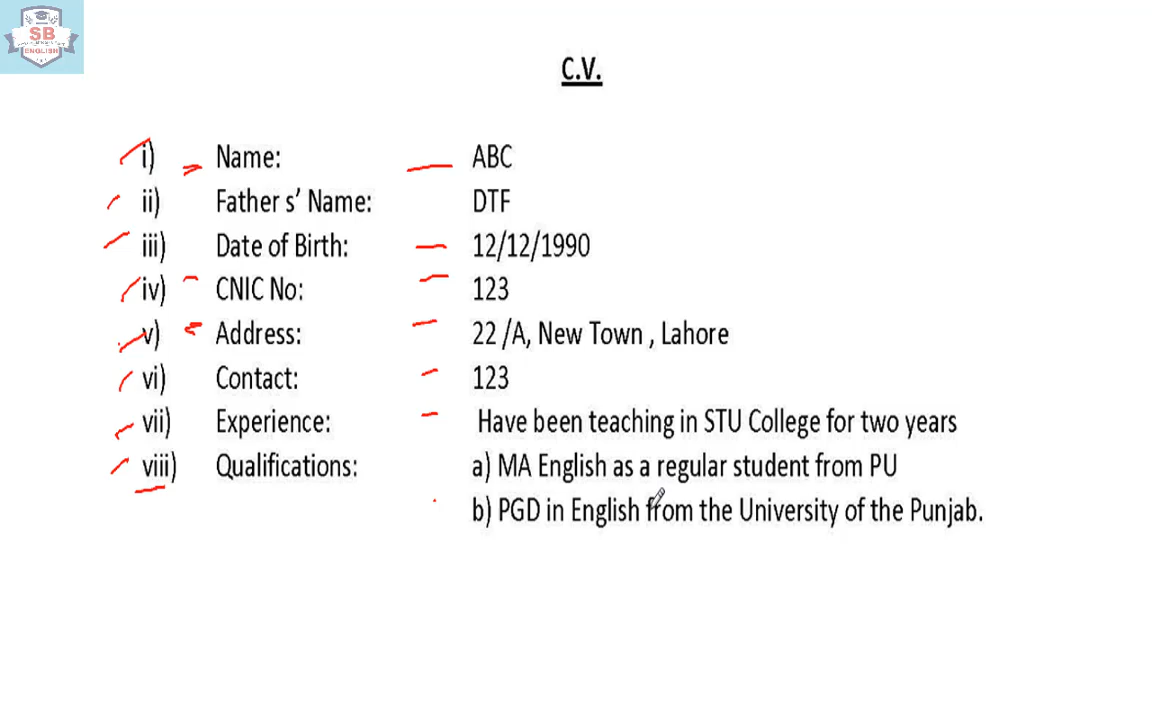 SB
ENGLISH
C.V.
i) Name: ABC
ii) Father s’ Name: DTF
iii) Date of Birth: 12/12/1990
iv) CNIC No: 123
v) Address: 22 /A, New Town , Lahore
vi) Contact: 123
vii) Experience: Have been teaching in STU College for two years
viii) Qualifications: a) MA English as a regular student from PU
b) PGD in English from the University of the Punjab.